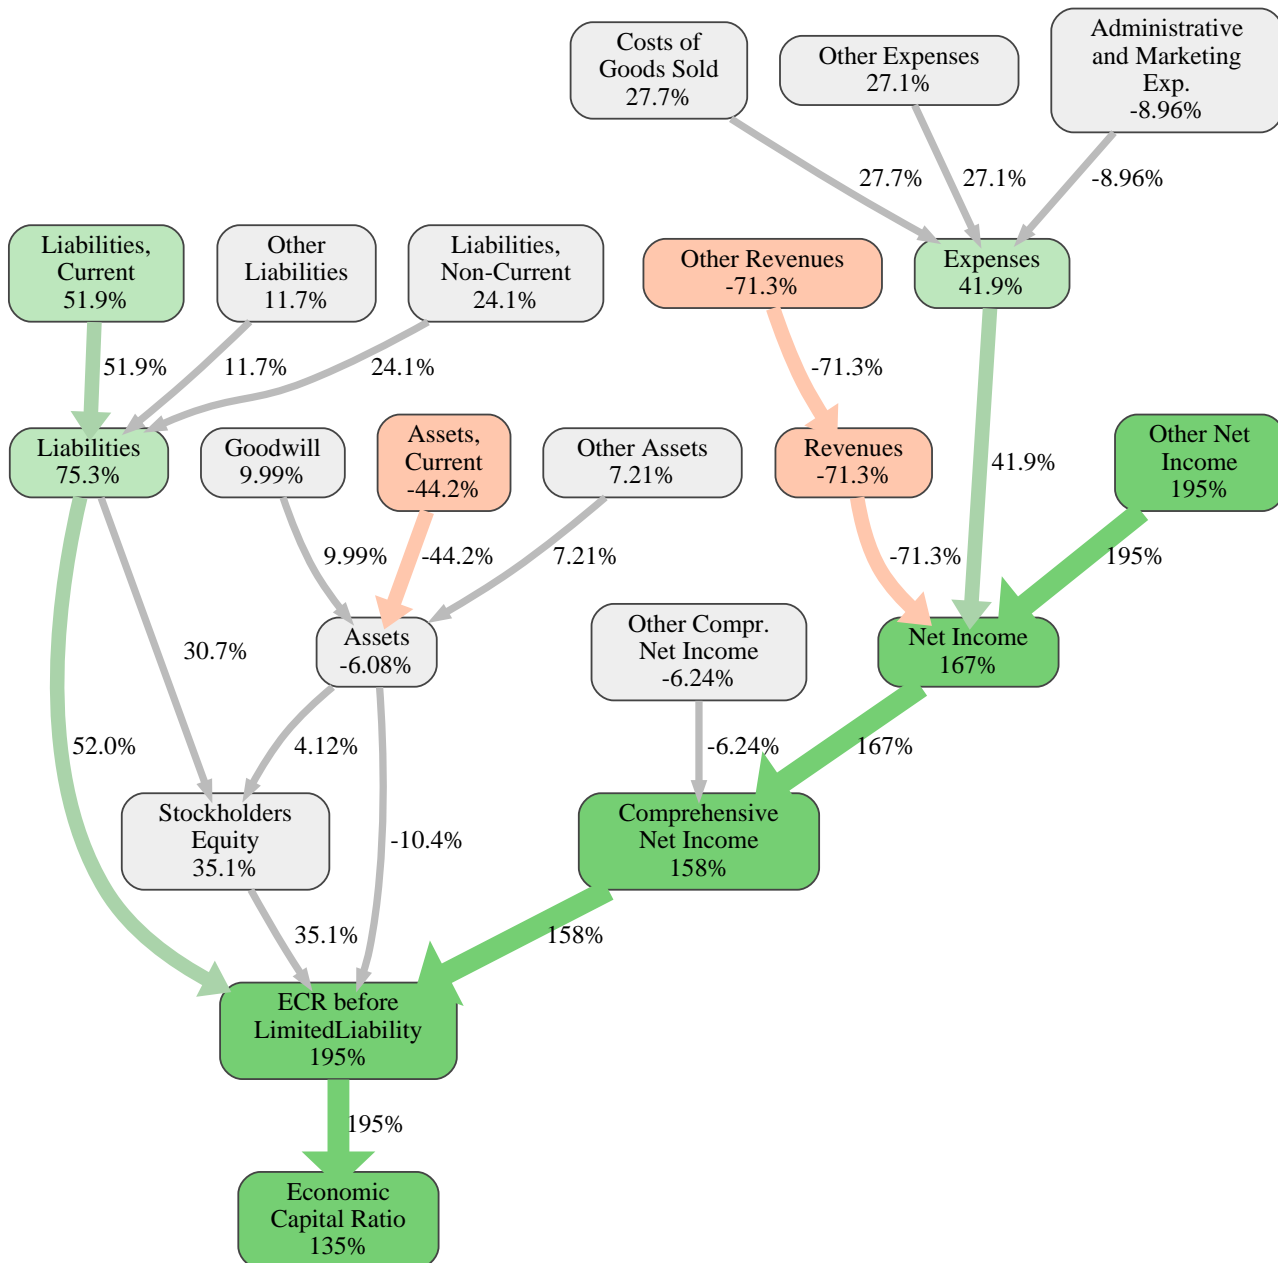 Costs of
Goods Sold
27.7%
Other Expenses
27.1%
Administrative
and Marketing
Exp.
-8.96%
27.7%
27.1%
-8.96%
Liabilities,
Current
51.9%
Other
Liabilities
11.7%
Liabilities,
Non-Current
24.1%
Other Revenues
-71.3%
Expenses
41.9%
51.9%
11.7%
24.1%
-71.3%
41.9%
Liabilities
75.3%
Goodwill
9.99%
Assets,
Current
-44.2%
Other Assets
7.21%
Revenues
-71.3%
Other Net
Income
195%
9.99%
-44.2%
7.21%
-71.3%
195%
30.7%
Assets
-6.08%
Other Compr.
Net Income
-6.24%
Net Income
167%
52.0%
4.12%
-10.4%
-6.24%
167%
Stockholders
Equity
35.1%
Comprehensive
Net Income
158%
35.1%
158%
ECR before
LimitedLiability
195%
195%
Economic
Capital Ratio
135%